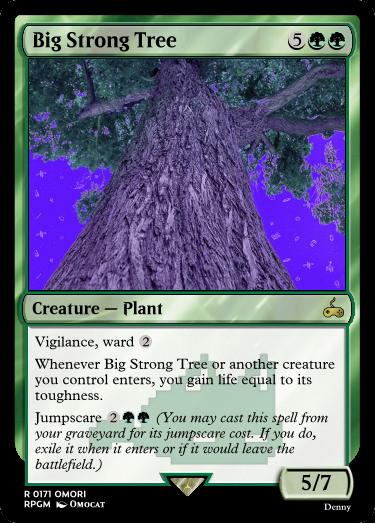 Big Strong Tree 5
Creature — Plant
Vigilance, ward 2
Whenever Big Strong Tree or another creature
you control enters, you gain life equal to its
toughness.
Jumpscare 2 (You may cast this spell from
your graveyard for its jumpscare cost. If you do,
exile it when it enters or if it would leave the
battlefield.)
5/7
R 0171 OMORI
RPGM OMOCAT
Denny